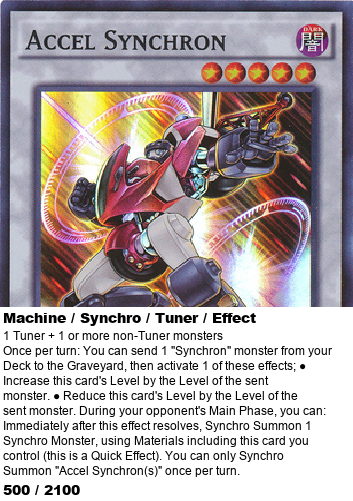 ACCEL SYNCHRON
DARK
闇
Machine / Synchro / Tuner / Effect
1 Tuner + 1 or more non-Tuner monsters
Once per turn: You can send 1 "Synchron" monster from your
Deck to the Graveyard, then activate 1 of these effects; ●
Increase this card's Level by the Level of the sent
monster. ● Reduce this card's Level by the Level of the
sent monster. During your opponent's Main Phase, you can:
Immediately after this effect resolves, Synchro Summon 1
Synchro Monster, using Materials including this card you
control (this is a Quick Effect). You can only Synchro
Summon "Accel Synchron(s)" once per turn.
500 / 2100